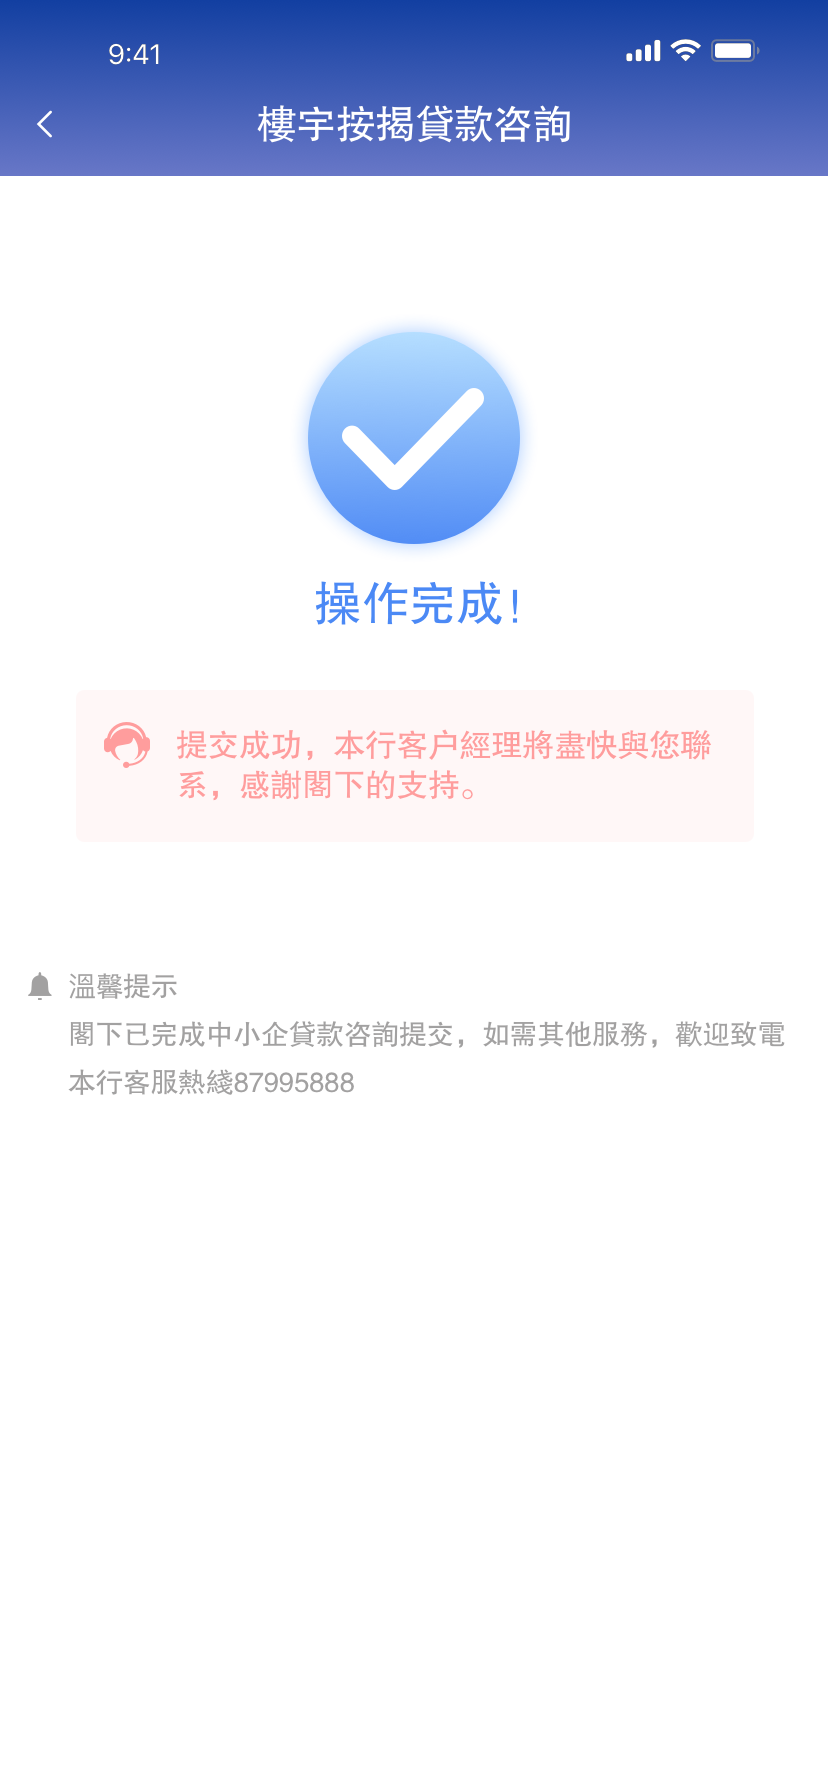 9:41
樓宇按揭貸款咨詢
操作完成!
提交成功，本行客户經理將盡快與您聯
系，感謝閣下的支持。
溫馨提示
閣下已完成中小企貸款咨詢提交，如需其他服務，歡迎致電
本行客服熱綫87995888